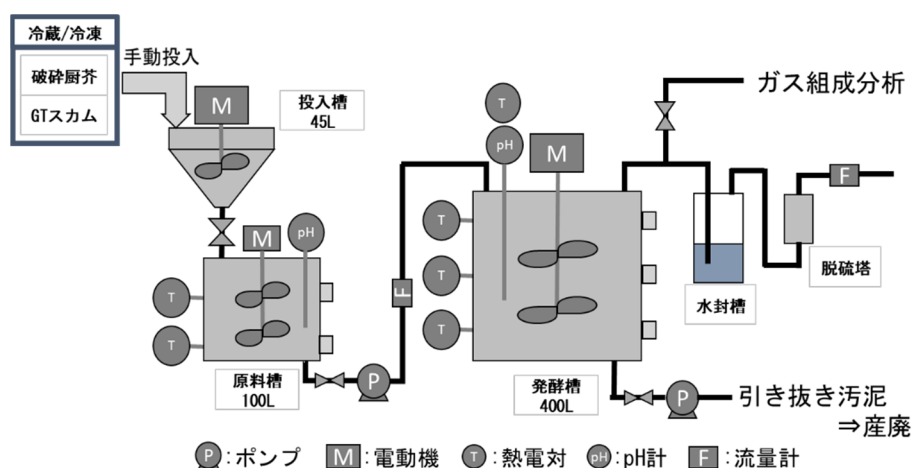 冷蔵/冷凍
破砕厨芥
GTスカム
手動投入
M
投入槽
45L
M
pH
T
T
原料槽
100L
P
F
T
pH
M
T
T
T
発酵槽
400L
P
引き抜き汚泥
⇒産廃
ガス組成分析
水封槽
脱硫塔
F
P:ポンプ M:電動機 T:熱電対 pH:pH計 F:流量計